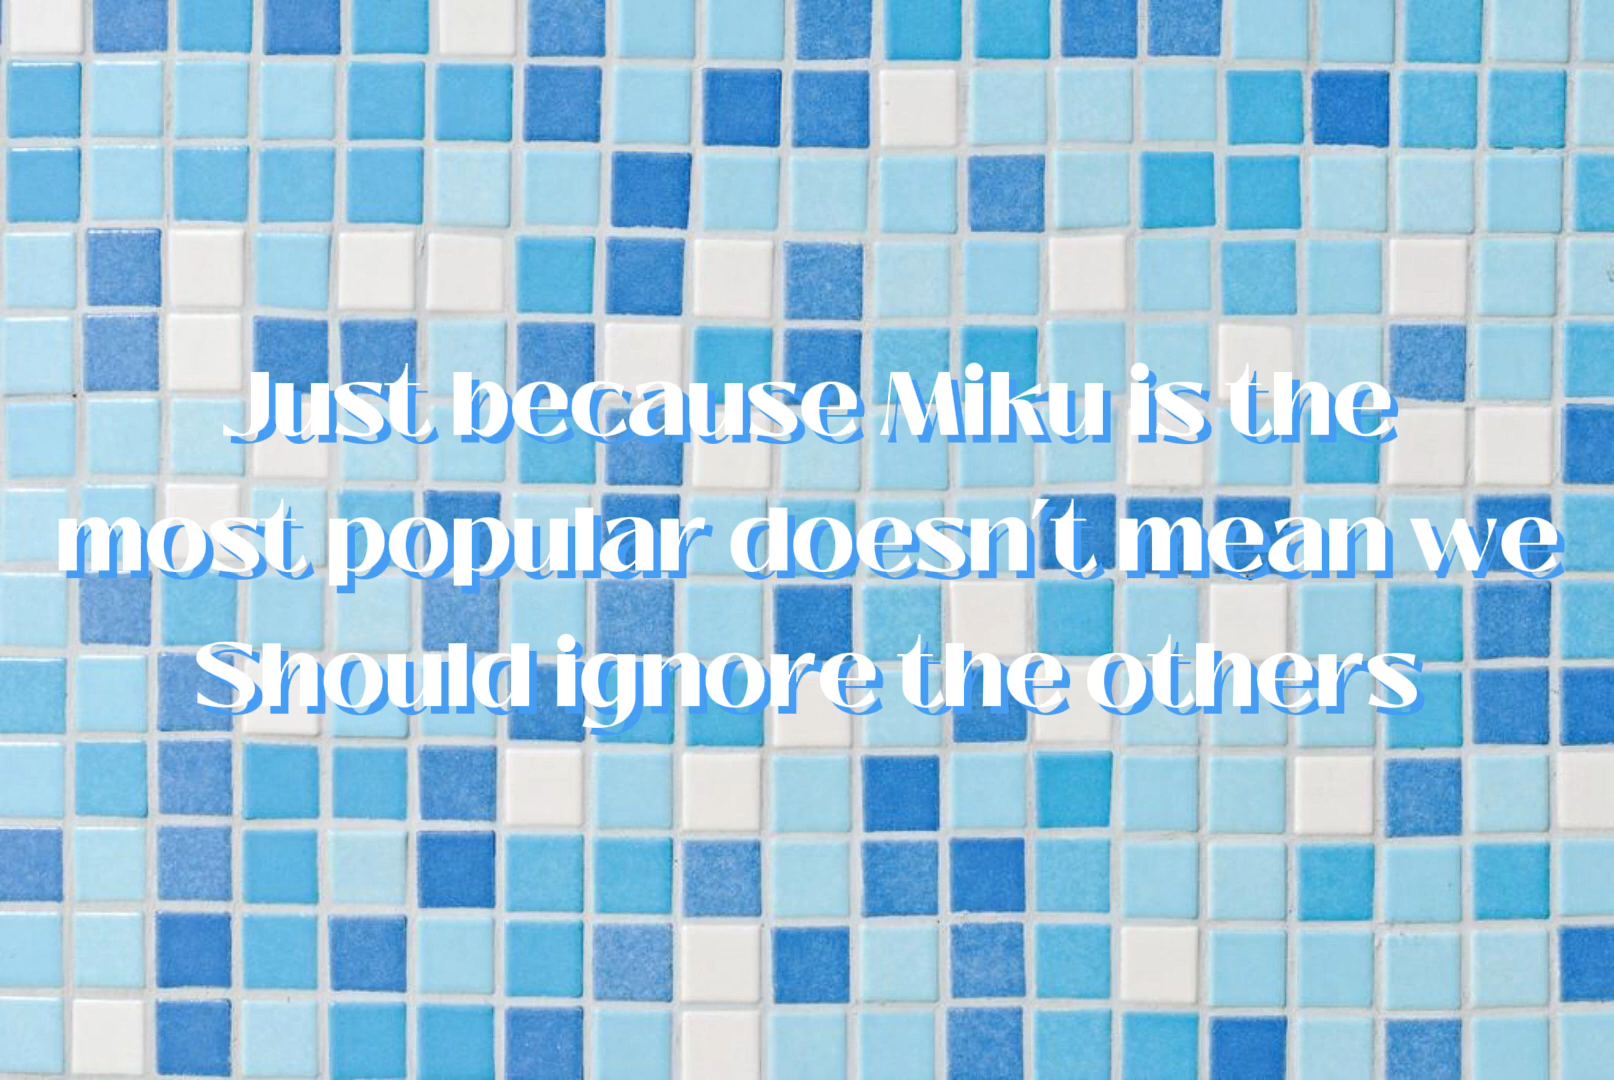 Just because Miku is the
most popular doesn't mean we
Should ignore the others